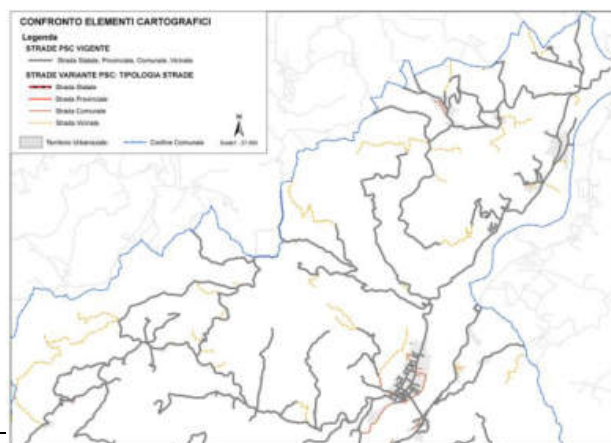 CONFRONTO ELEMENTI CARTOGRAFICI
Legenda
STRADE PSC VIGENTE
Strada Statale, Provinciale, Comunale, Vicinale
STRADE VARIANTE PSC: TIPOLOGIA STRADE
Strada Statale
Strada Provinciale
Strada Comunale
Strada Vicinale
N
Territorio Urbanizzato Confine Comunale